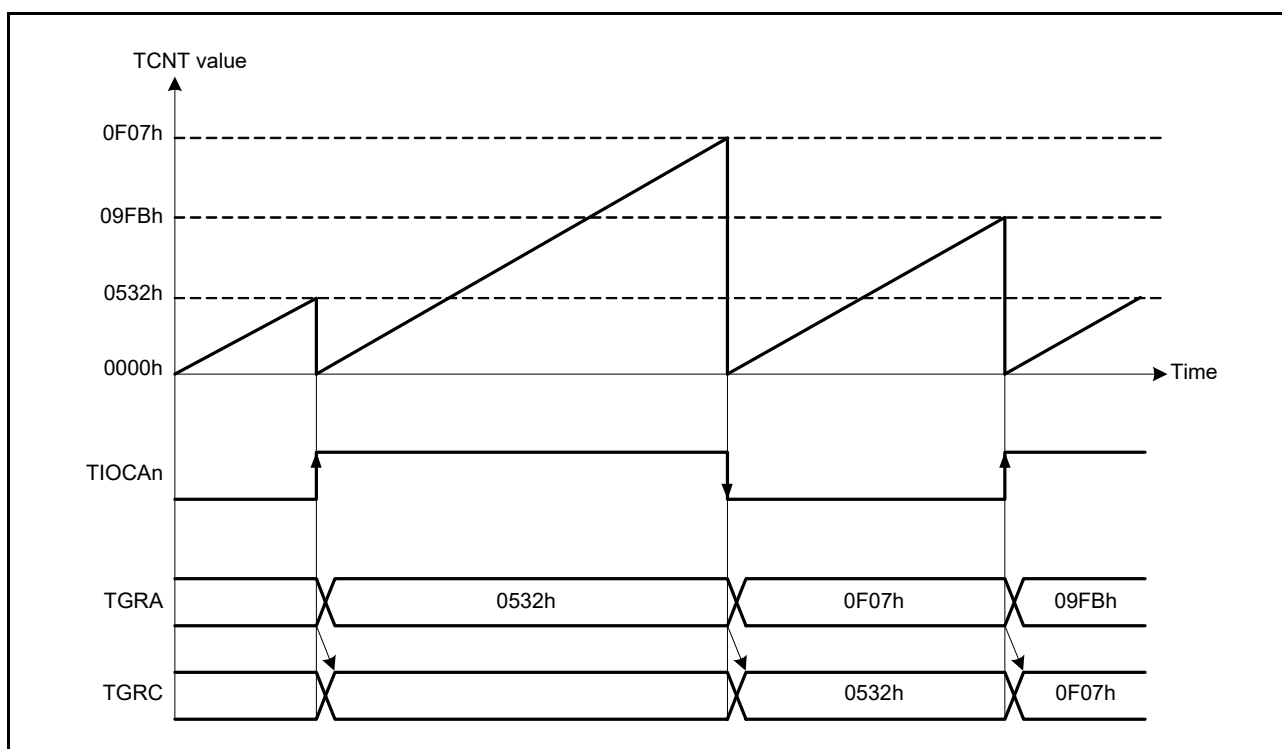 TCNT value
0F07h
09FBh
0532h
0000h
Time
TIOCAn
TGRA 0532h 0F07h 09FBh
TGRC 0532h 0F07h